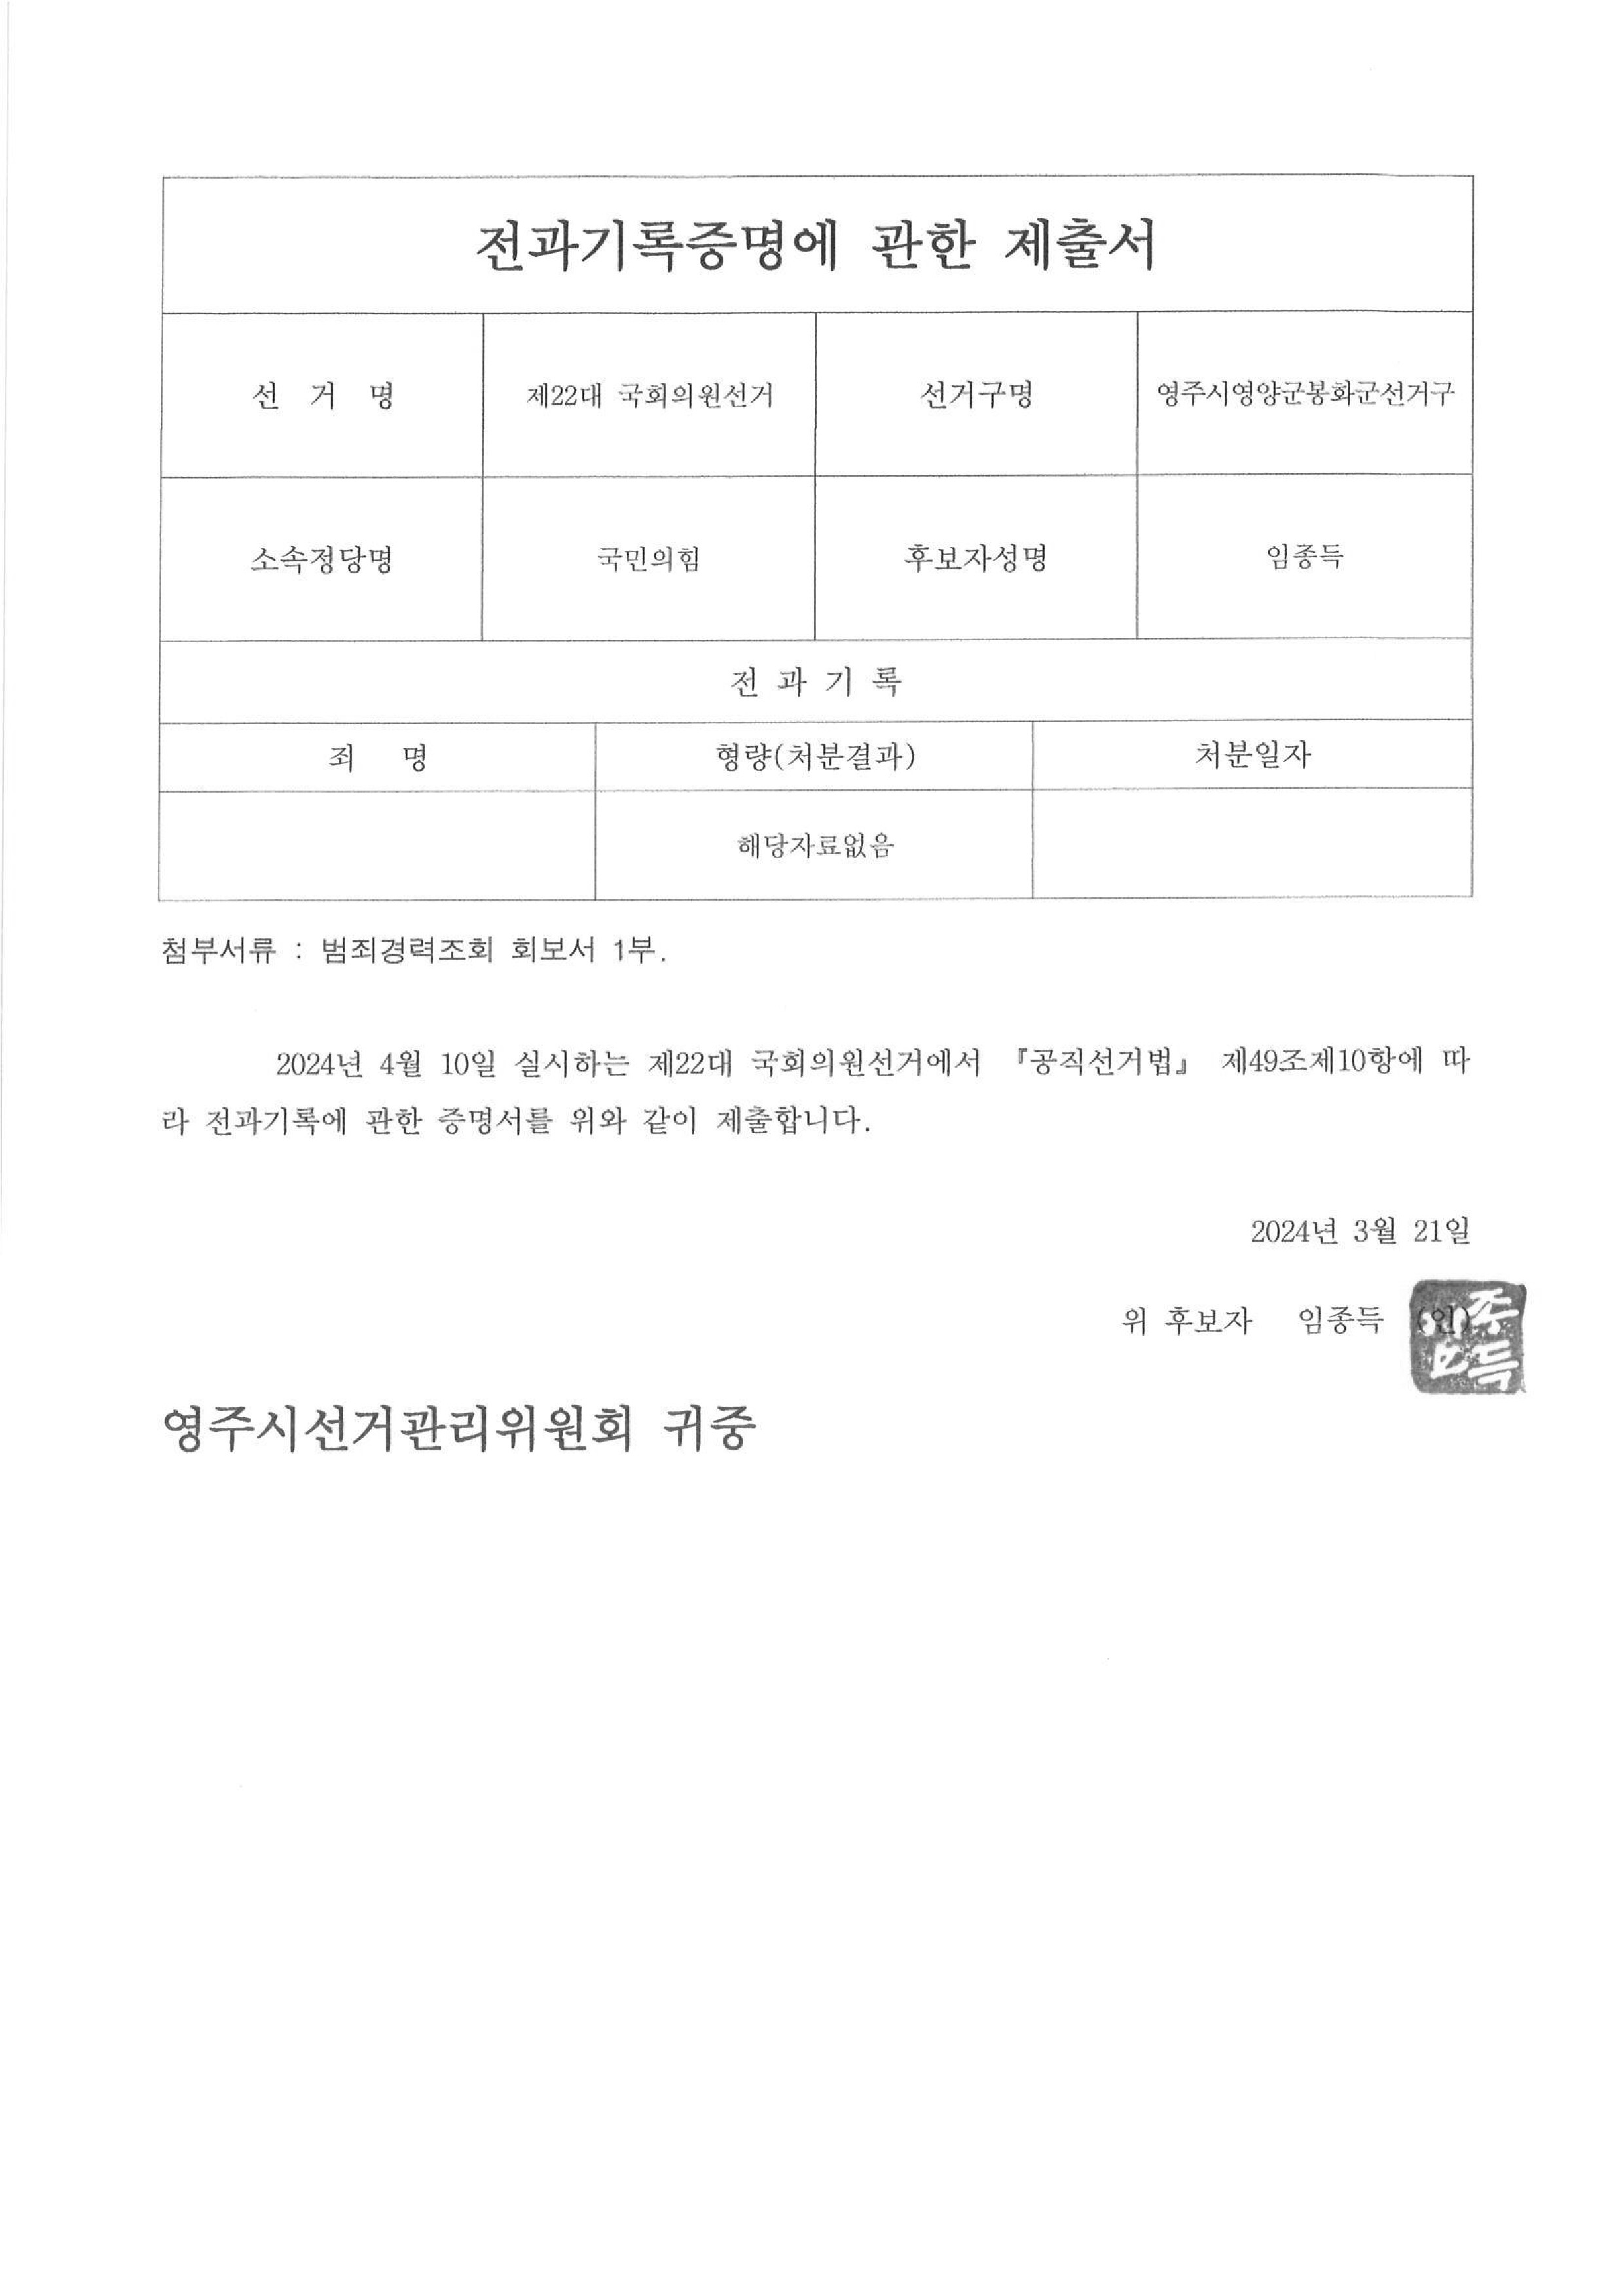 전과기록증명에 관한 제출서
선 거 명 제22대 국회의원선거 선거구명 영주시영양군봉화군선거구
소속정당명 국민의힘 후보자성명 임종득
전 과 기 록
죄 명 형량(처분결과) 처분일자
해당자료없음
첨부서류 : 범죄경력조회 회보서 1부.
2024년 4월 10일 실시하는 제22대 국회의원선거에서 『공직선거법』 제49조제10항에 따
라 전과기록에 관한 증명서를 위와 같이 제출합니다.
2024년 3월 21일
위 후보자 임종득 (인)
영주시선거관리위원회 귀중